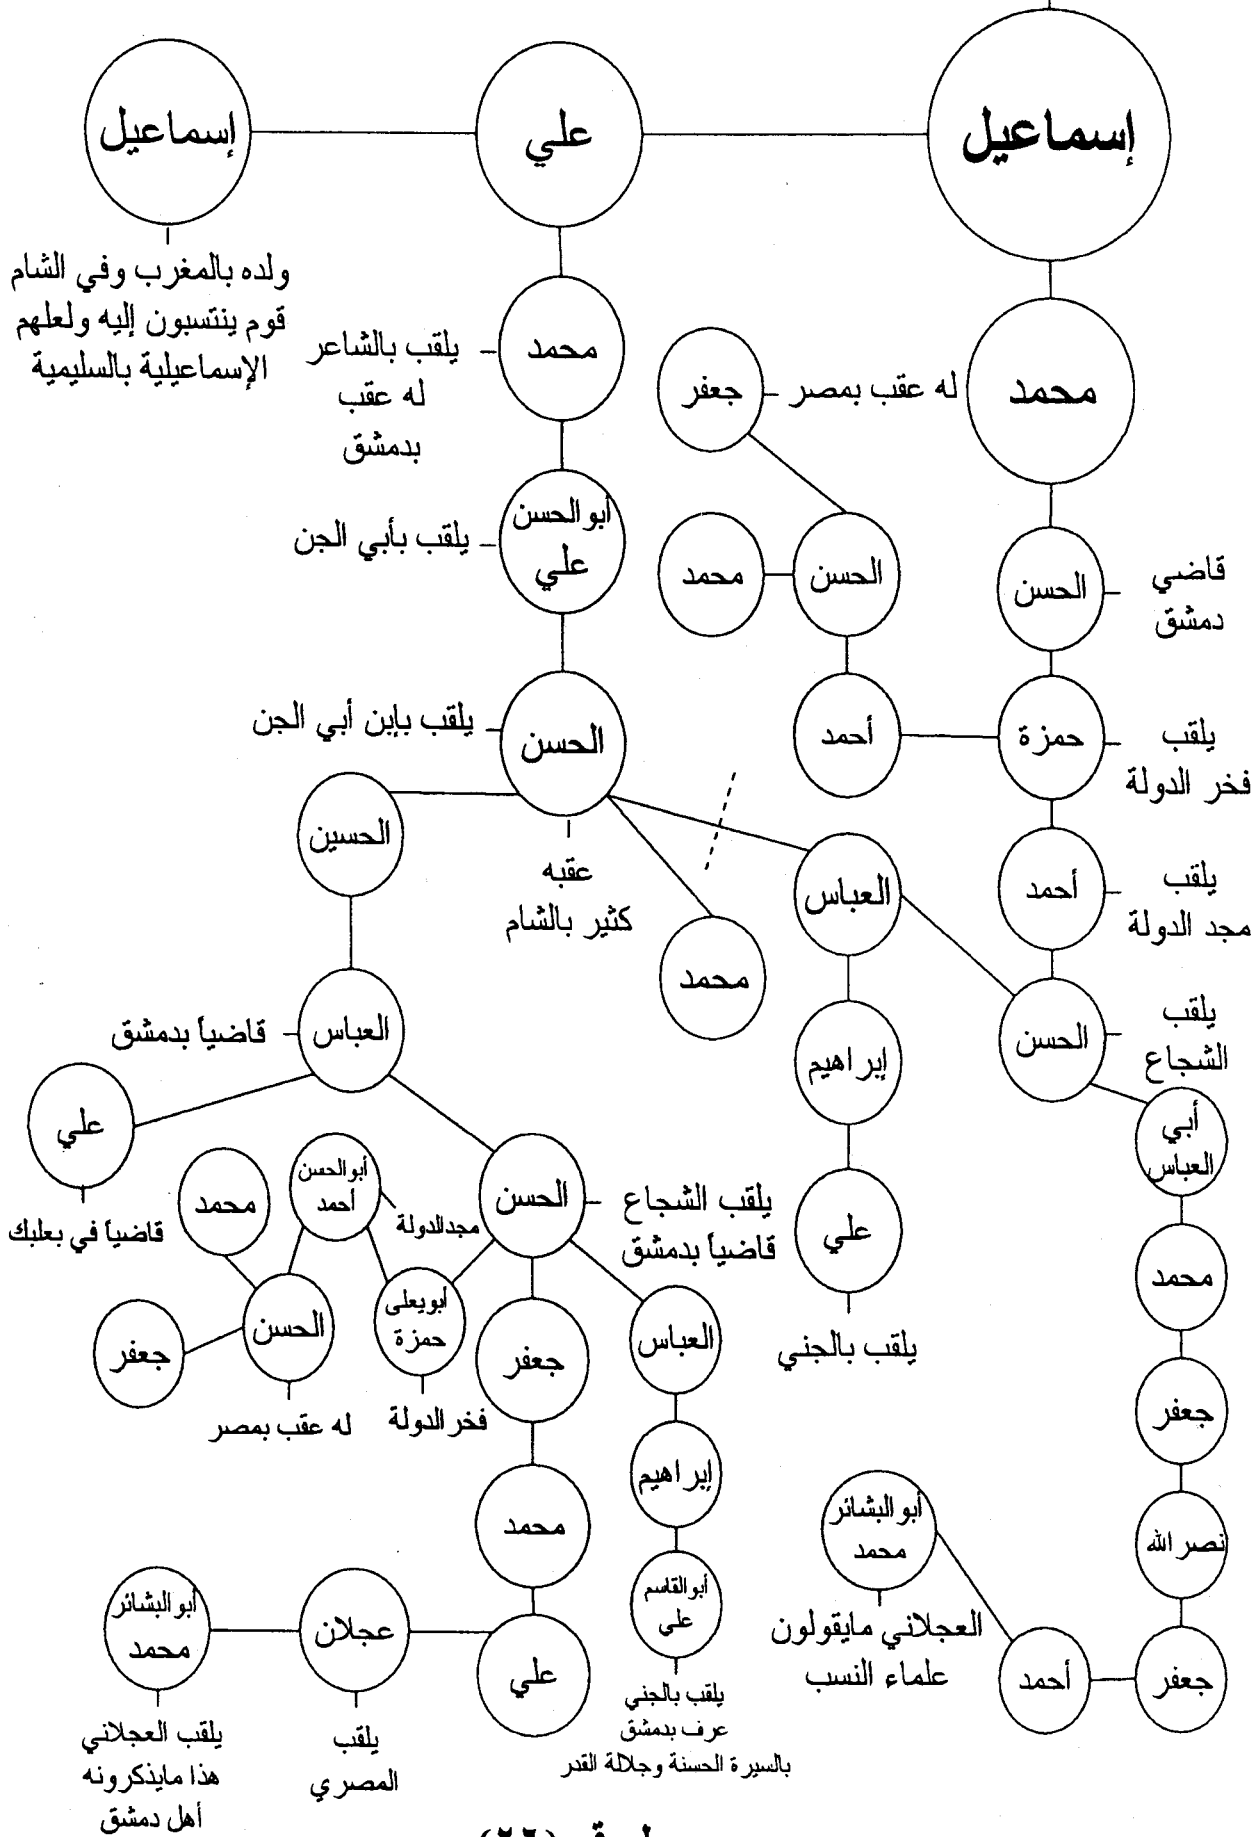 إسماعيل
علي
إسماعيل
ولده بالمغرب وفي الشام
قوم ينتسبون إليه ولعلهم
الإسماعيلية بالسليمية
محمد
له عقب بمصر
جعفر
محمد
يلقب بالشاعر
له عقب
بدمشق
أبو الحسن
علي
يلقب بأبي الجن
قاضي
دمشق
الحسن
الحسن
محمد
يلقب
فخر الدولة
حمزة
أحمد
الحسن
يلقب بإبن أبي الجن
عقبه
كثير بالشام
يلقب
مجد الدولة
أحمد
العباس
محمد
الحسين
يلقب
الشجاع
الحسن
إبراهيم
العباس
قاضياً بدمشق
أبي
العباس
علي
قاضياً في بعلبك
علي
يلقب بالجني
الحسن
يلقب الشجاع
قاضياً بدمشق
أبو الحسن
أحمد
مجدالدولة
محمد
محمد
العباس
أبويعلى
حمزة
فخر الدولة
الحسن
له عقب بمصر
جعفر
جعفر
جعفر
إبراهيم
محمد
نصر الله
أبو البشائر
محمد
العجلاني مايقولون
علماء النسب
أبو القاسم
علي
يلقب بالجني
عرف بدمشق
بالسيرة الحسنة وجلالة القدر
جعفر
أحمد
علي
عجلان
يلقب
المصري
أبو البشائر
محمد
يلقب العجلاني
هذا مايذكرونه
أهل دمشق